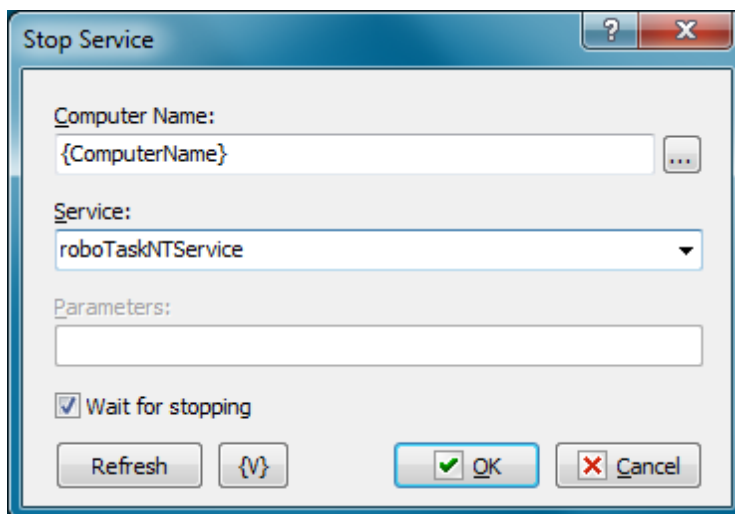 Stop Service
?
X
Computer Name:
{ComputerName}
...
Service:
roboTaskNTService
Parameters:
Wait for stopping
Refresh {V} OK Cancel